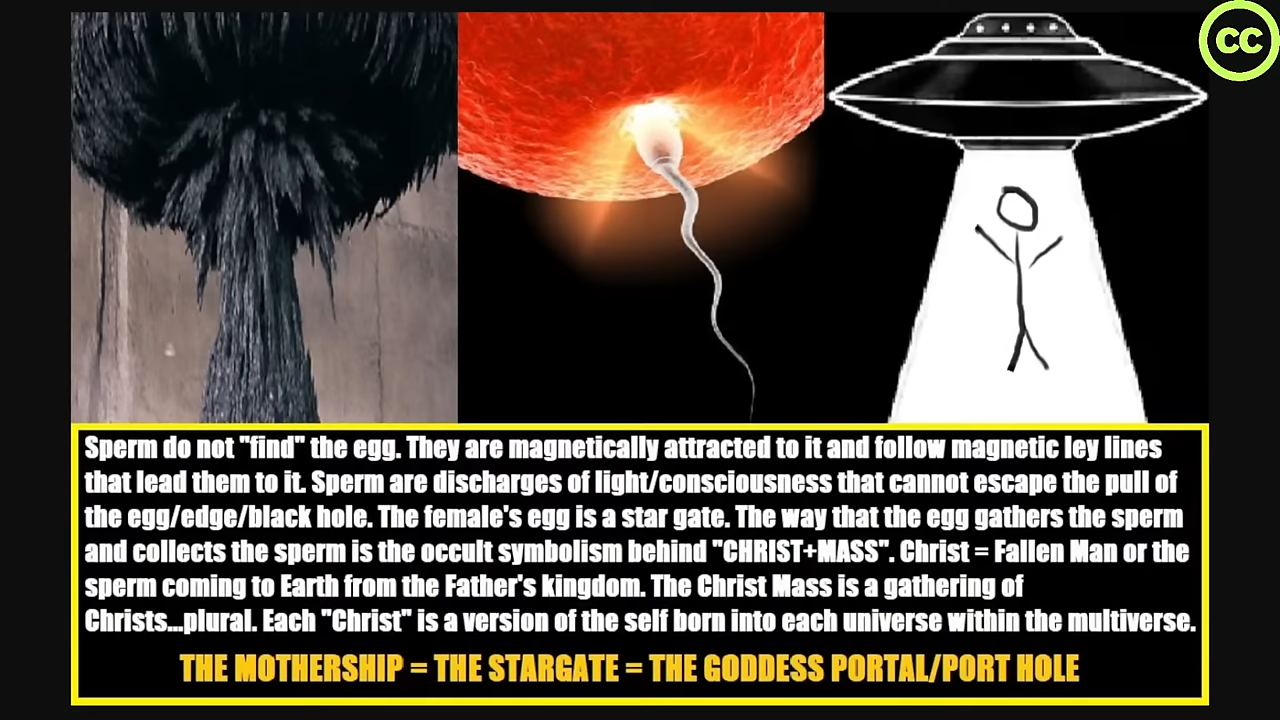 CC
Sperm do not "find" the egg. They are magnetically attracted to it and follow magnetic ley lines
that lead them to it. Sperm are discharges of light/consciousness that cannot escape the pull of
the egg/edge/black hole. The female's egg is a star gate. The way that the egg gathers the sperm
and collects the sperm is the occult symbolism behind "CHRIST+MASS". Christ = Fallen Man or the
sperm coming to Earth from the Father's kingdom. The Christ Mass is a gathering of
Christs...plural. Each "Christ" is a version of the self born into each universe within the multiverse.
THE MOTHERSHIP = THE STARGATE = THE GODDESS PORTAL/PORT HOLE